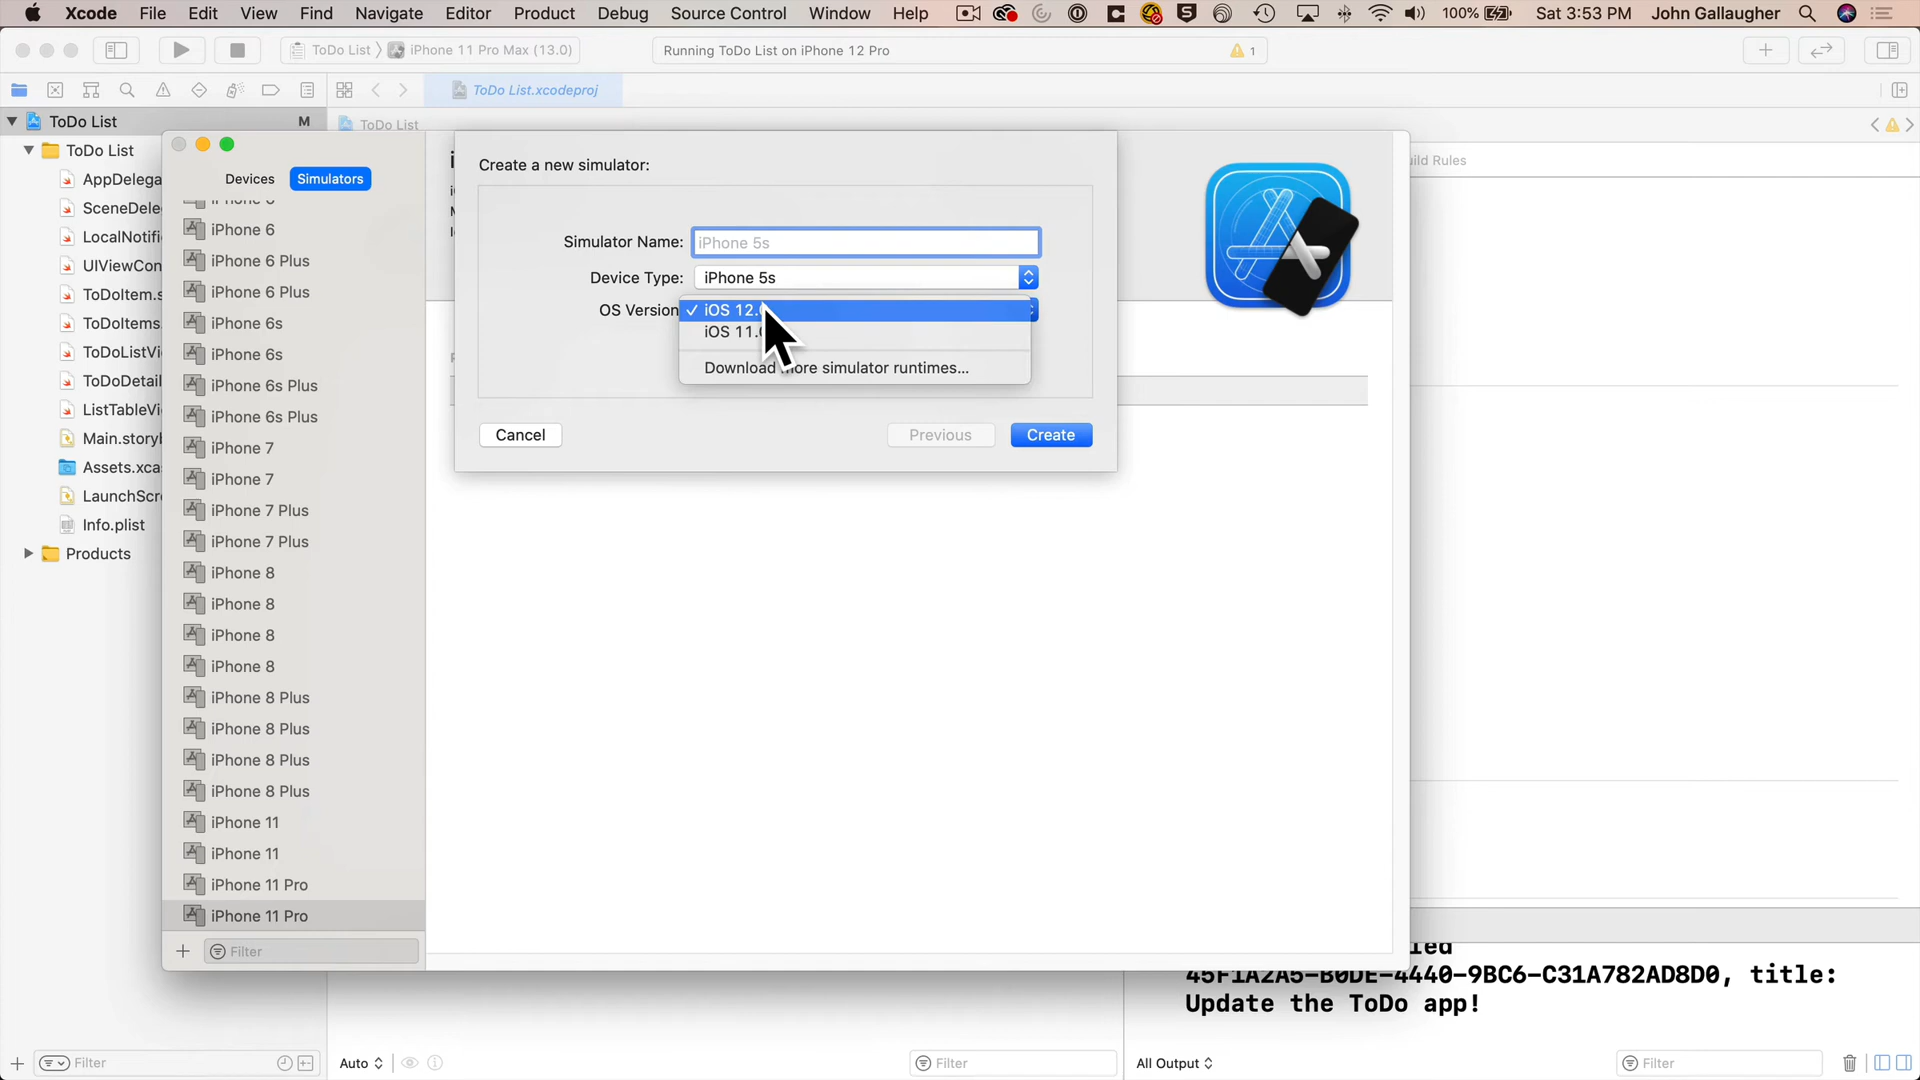 Xcode File Edit View Find Navigate Editor Product Debug Source Control Window Help 100% Sat 3:53 PM John Gallaugher
ToDo List iPhone 11 Pro Max (13.0) Running ToDo List on iPhone 12 Pro 1
ToDo List.xcodeproj
ToDo List M
ToDo List
ToDo List
AppDelega
SceneDele
LocalNotifi
UIViewCon
ToDoItem.s
ToDoItems.
ToDoListVi
ToDoDetail
ListTableVi
Main.storyb
Assets.xca
LaunchScre
Info.plist
Products
Filter
Devices Simulators
iPhone 6
iPhone 6 Plus
iPhone 6 Plus
iPhone 6s
iPhone 6s
iPhone 6s Plus
iPhone 6s Plus
iPhone 7
iPhone 7
iPhone 7 Plus
iPhone 7 Plus
iPhone 8
iPhone 8
iPhone 8
iPhone 8
iPhone 8 Plus
iPhone 8 Plus
iPhone 8 Plus
iPhone 8 Plus
iPhone 11
iPhone 11
iPhone 11 Pro
iPhone 11 Pro
Filter
Create a new simulator:
Simulator Name: iPhone 5s
Device Type: iPhone 5s
OS Version iOS 12.
iOS 11.
Download more simulator runtimes...
Cancel Previous Create
uild Rules
45F1A2A5-B0DE-4440-9BC6-C31A782AD8D0, title:
Update the ToDo app!
Auto Filter All Output Filter